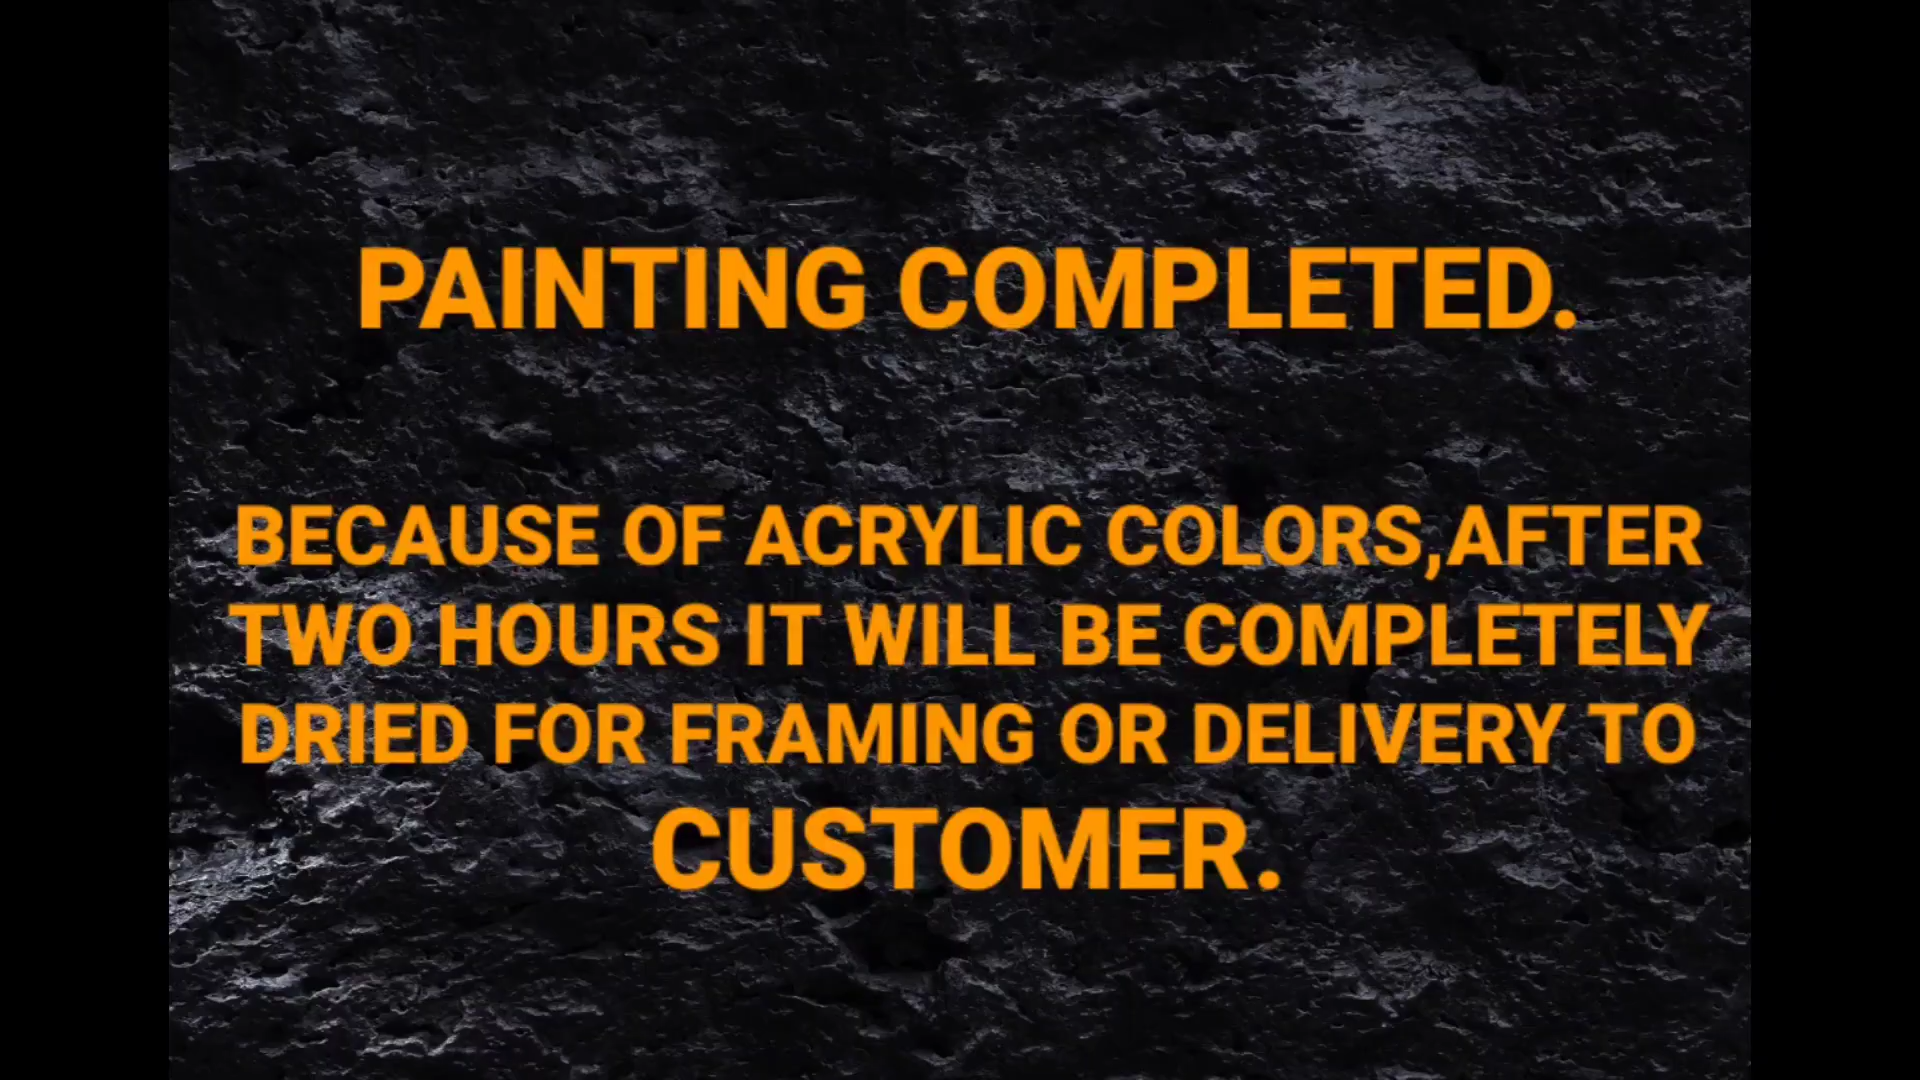 PAINTING COMPLETED.
BECAUSE OF ACRYLIC COLORS,AFTER
TWO HOURS IT WILL BE COMPLETELY
DRIED FOR FRAMING OR DELIVERY TO
CUSTOMER.